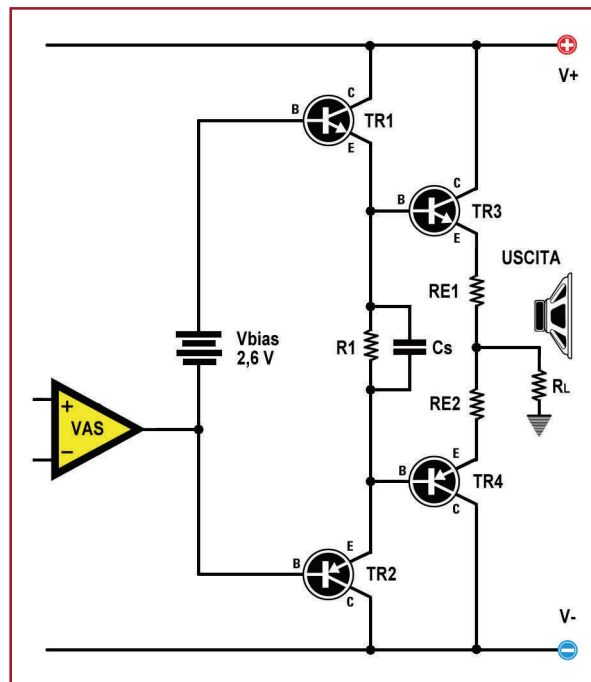 V+
C
B
TR1
E
C
B
TR3
E
USCITA
RE1
Vbias
2,6 V
R1
Cs
RL
RE2
+
VAS
−
E
B
TR4
C
E
B
TR2
C
V-